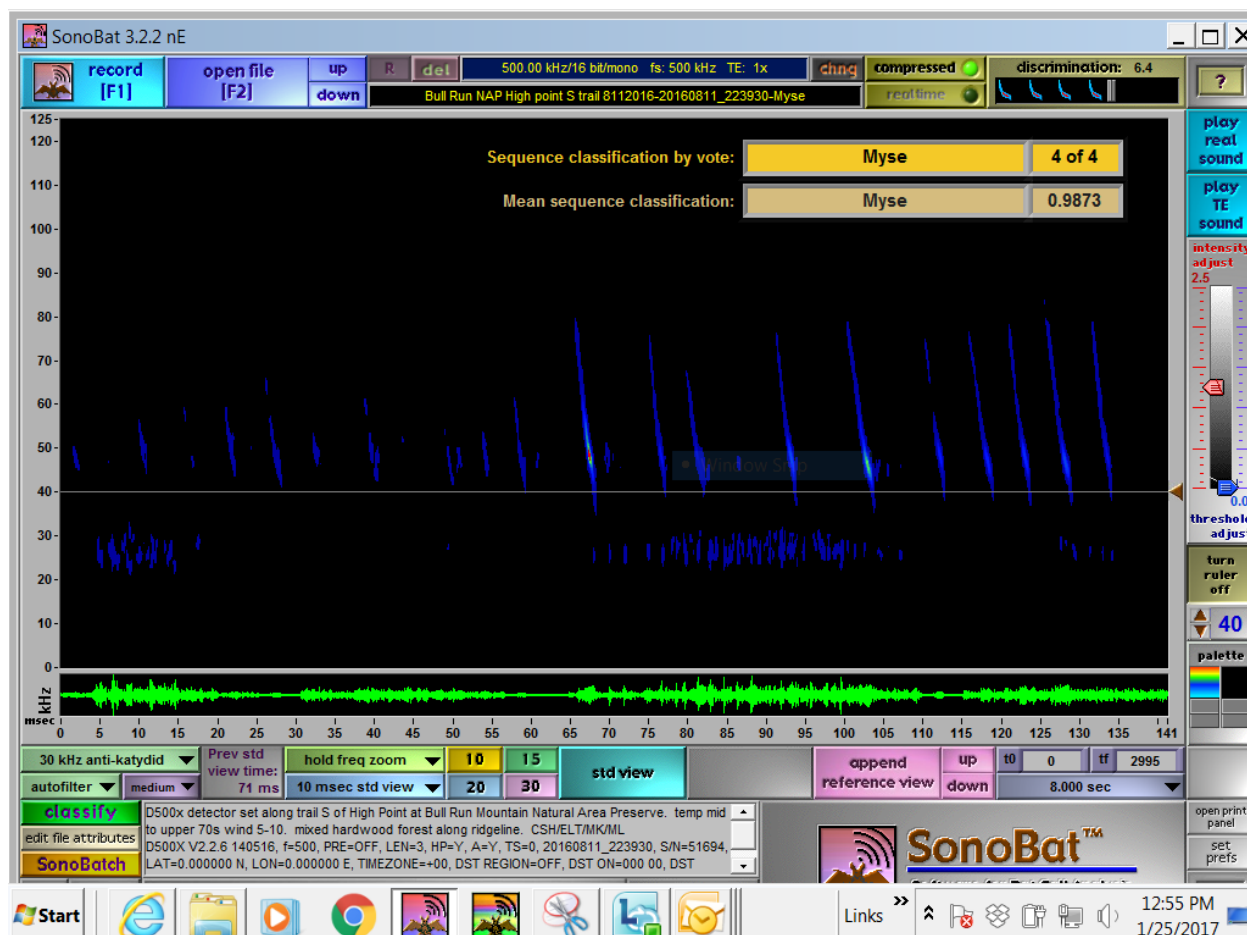 SonoBat 3.2.2 nE
record
[F1]
open file
[F2]
up
down
R
del
500.00 kHz/16 bit/mono fs: 500 kHz TE: 1x
chng
Bull Run NAP High point S trail 8112016-20160811_223930-Myse
compressed
realtime
discrimination: 6.4
?
Sequence classification by vote: Myse 4 of 4
Mean sequence classification: Myse 0.9873
125-
120-
110-
100-
90-
80-
70-
60-
50-
40-
30-
20-
10-
0-
kHz
Window Snip
play
real
sound
play
TE
sound
intensity
adjust
2.5
0.0
threshold
adjust
turn
ruler
off
40
palette
msec 0 5 10 15 20 25 30 35 40 45 50 55 60 65 70 75 80 85 90 95 100 105 110 115 120 125 130 135 141
30 kHz anti-katydid
autofilter medium
Prev std
view time:
71 ms
hold freq zoom
10 msec std view
10 15
20 30
std view
append
reference view
up
down
t0 0 tf 2995
8.000 sec
classify
edit file attributes
SonoBatch
D500x detector set along trail S of High Point at Bull Run Mountain Natural Area Preserve. temp mid
to upper 70s wind 5-10. mixed hardwood forest along ridgeline. CSH/ELT/MK/ML
D500X V2.2.6 140516, f=500, PRE=OFF, LEN=3, HP=Y, A=Y, TS=0, 20160811_223930, S/N=51694,
LAT=0.000000 N, LON=0.000000 E, TIMEZONE=+00, DST REGION=OFF, DST ON=000 00, DST
SonoBat™
open print
panel
set
prefs
Start
Links »
12:55 PM
1/25/2017